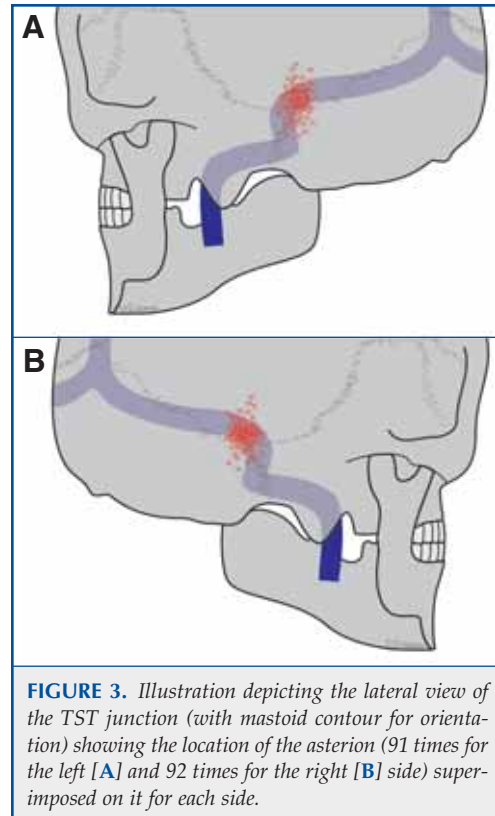 A
B
FIGURE 3. Illustration depicting the lateral view of
the TST junction (with mastoid contour for orienta-
tion) showing the location of the asterion (91 times for
the left [A] and 92 times for the right [B] side) super-
imposed on it for each side.